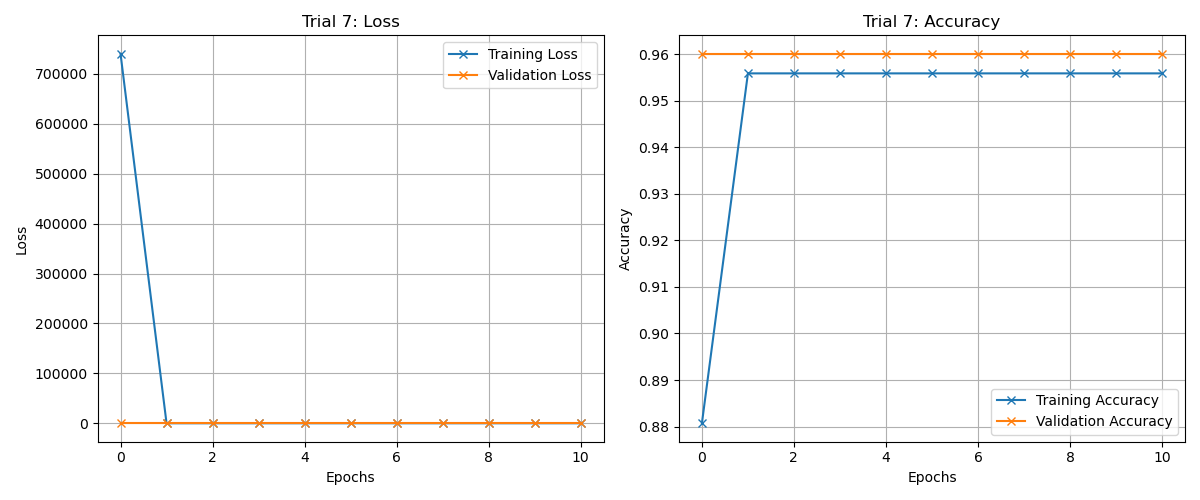 Trial 7: Loss
Training Loss
Validation Loss
700000
600000
500000
400000
300000
200000
100000
0
Loss
0 2 4 6 8 10
Epochs
Trial 7: Accuracy
0.96
0.95
0.94
0.93
0.92
0.91
0.90
0.89
0.88
Accuracy
Training Accuracy
Validation Accuracy
0 2 4 6 8 10
Epochs